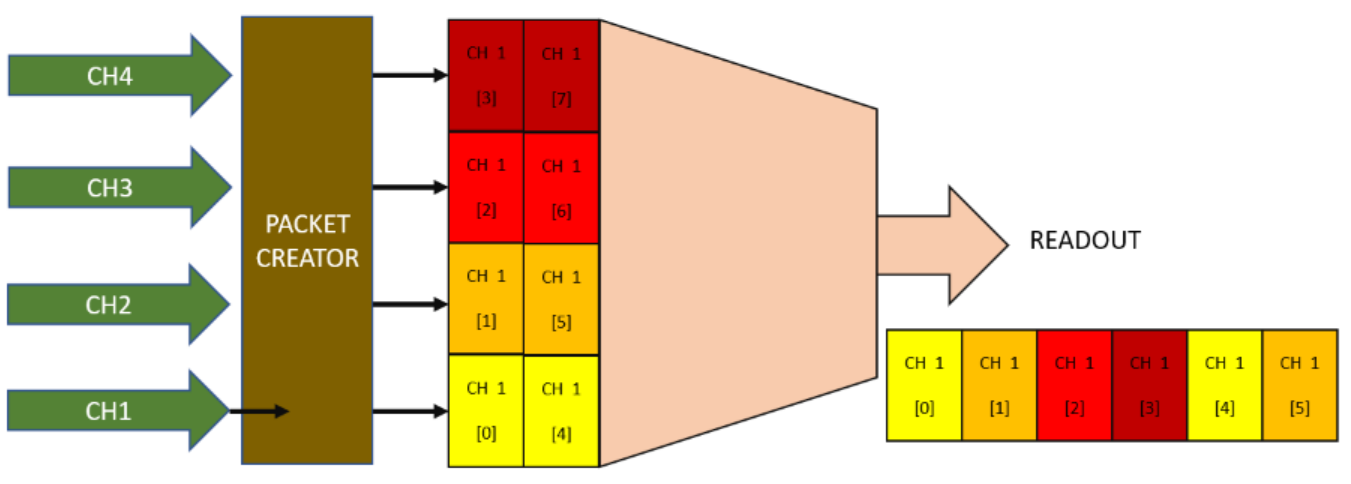 CH4
CH3
CH2
CH1
PACKET
CREATOR
CH 1
[3]
CH 1
[7]
CH 1
[2]
CH 1
[6]
CH 1
[1]
CH 1
[5]
CH 1
[0]
CH 1
[4]
READOUT
CH 1
[0]
CH 1
[1]
CH 1
[2]
CH 1
[3]
CH 1
[4]
CH 1
[5]